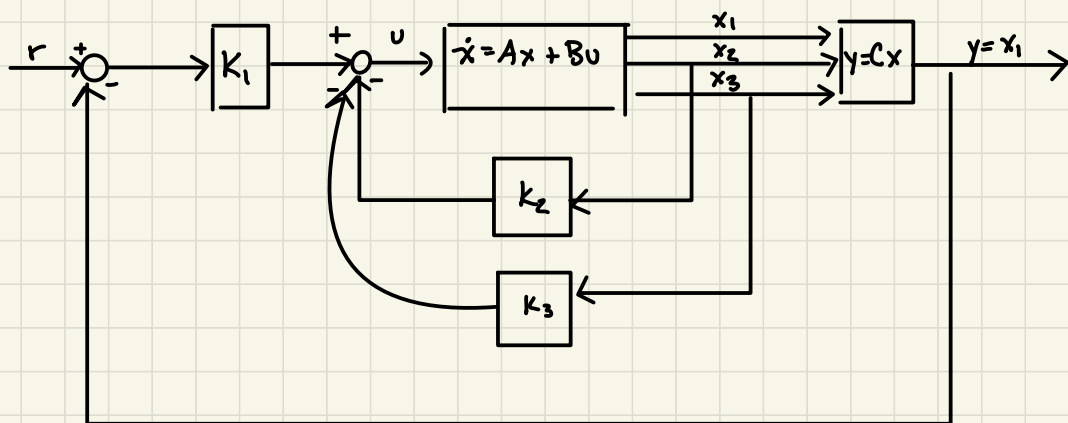 r
+
-
K₁
+
-
-
u
ẋ = Ax + Bu
x₁
x₂
x₃
y=Cx
y=x₁
K₂
K₃